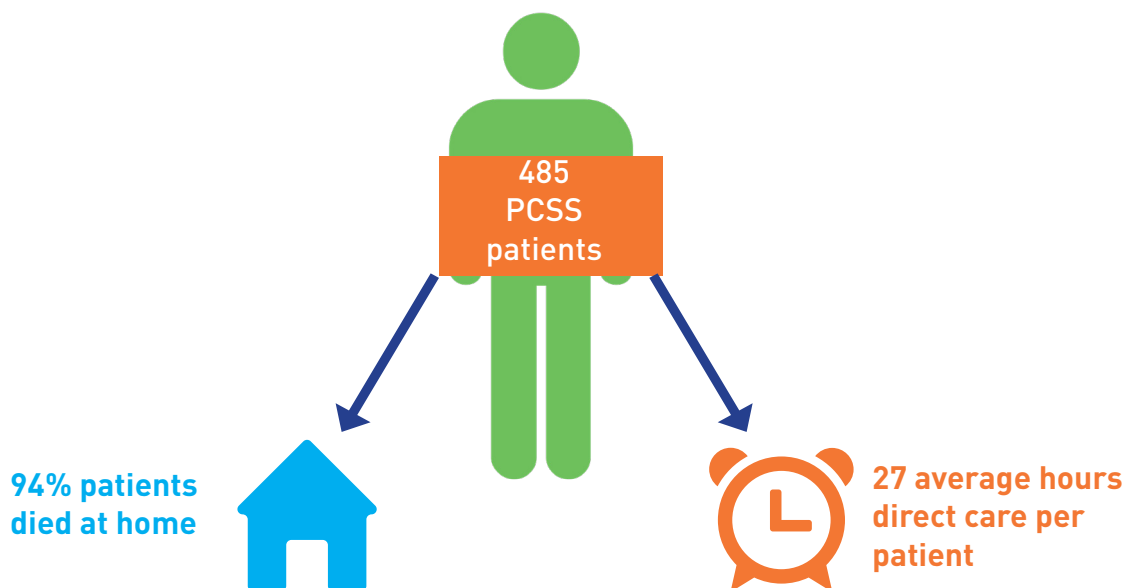 485
PCSS
patients
94% patients
died at home
27 average hours
direct care per
patient